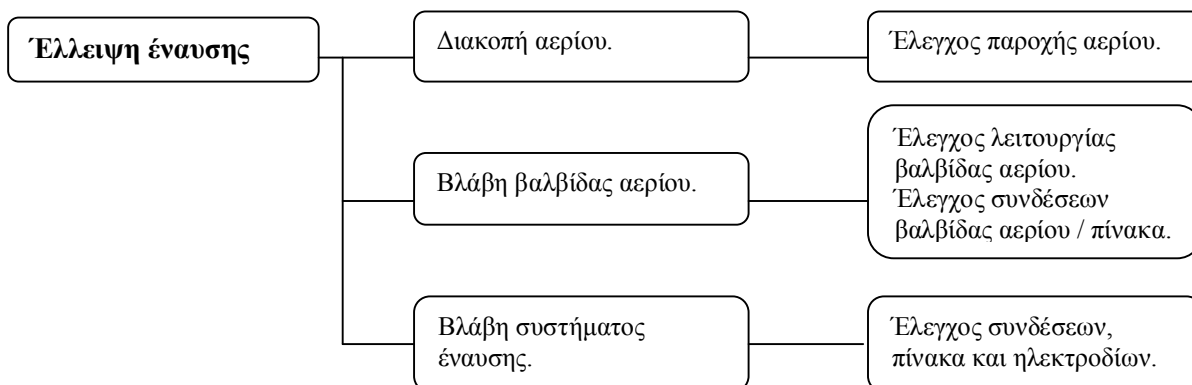 Έλλειψη έναυσης
Διακοπή αερίου.
Έλεγχος παροχής αερίου.
Βλάβη βαλβίδας αερίου.
Έλεγχος λειτουργίας
βαλβίδας αερίου.
Έλεγχος συνδέσεων
βαλβίδας αερίου / πίνακα.
Βλάβη συστήματος
έναυσης.
Έλεγχος συνδέσεων,
πίνακα και ηλεκτροδίων.